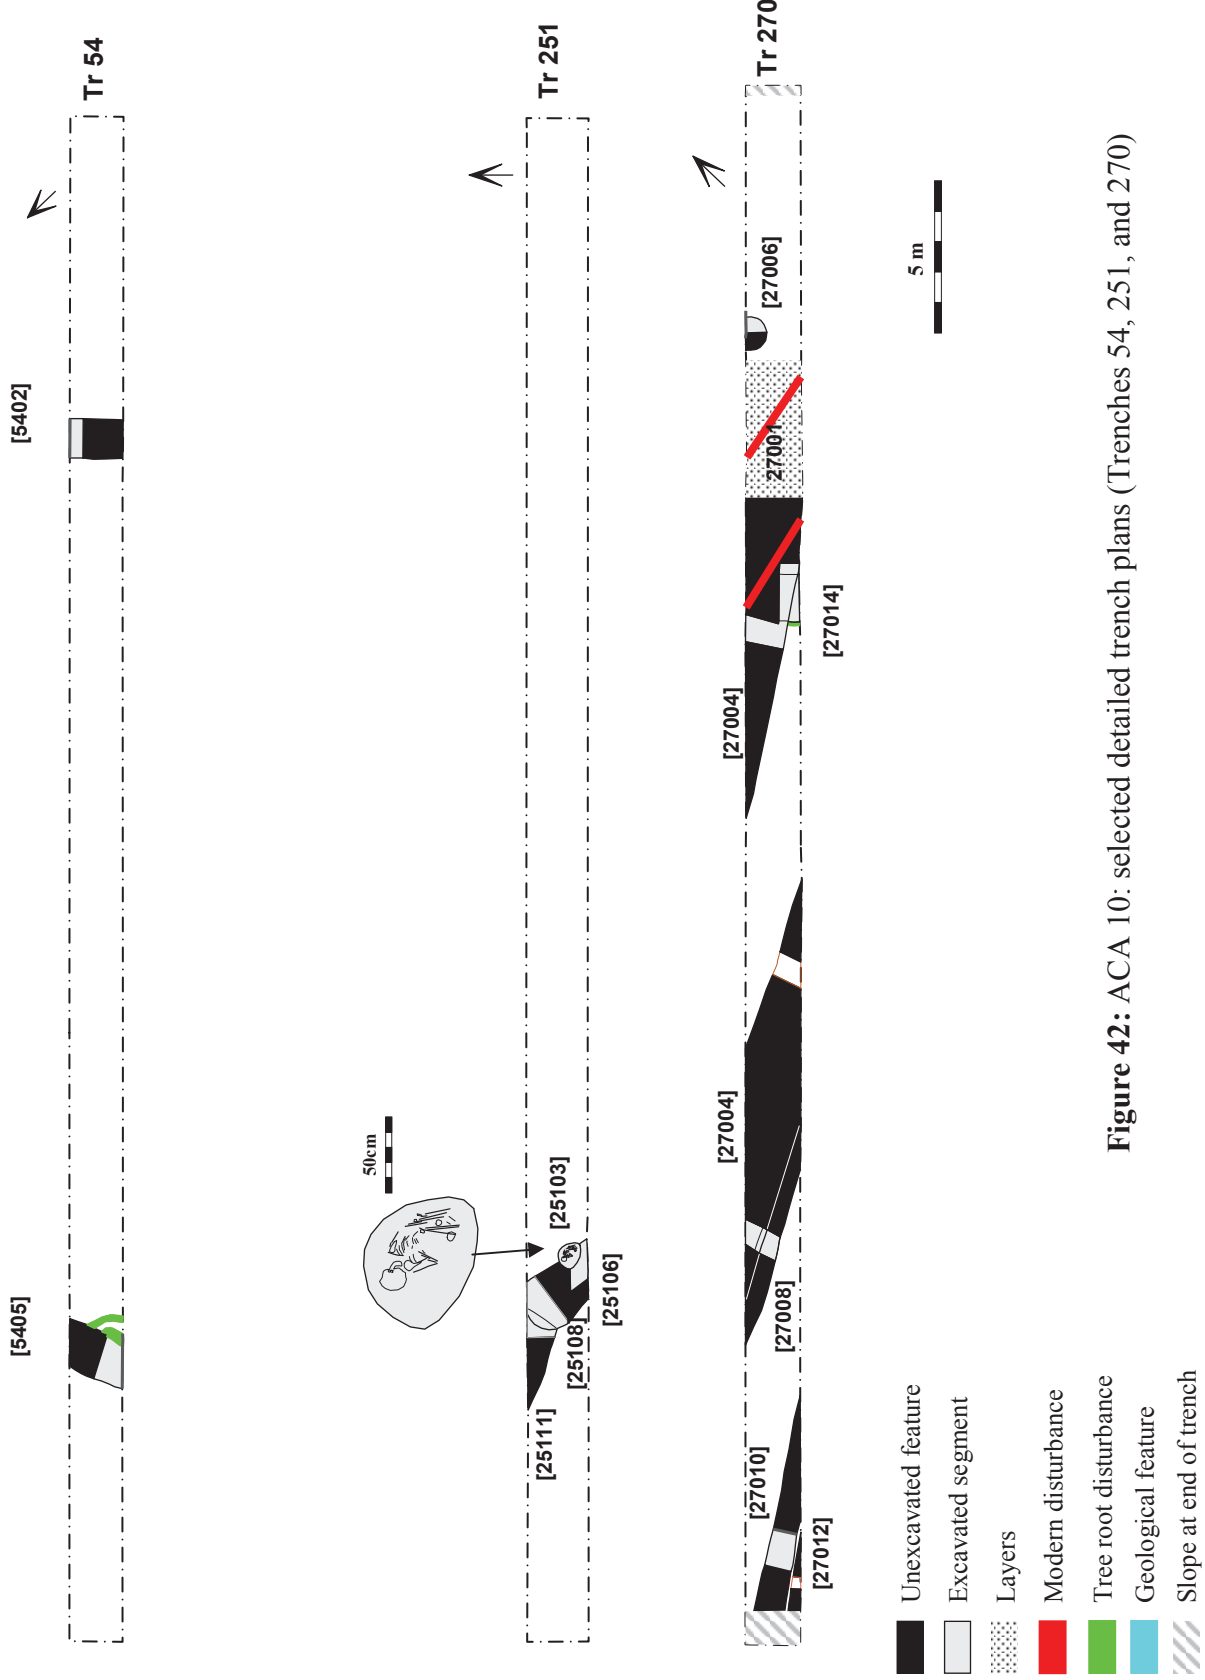 Tr 54
[5402]
[5405]
Tr 251
50cm
[25103]
[25106]
[25108]
[25111]
Tr 270
[27006]
27001
[27014]
[27004]
[27004]
[27008]
[27010]
[27012]
5 m
Unexcavated feature
Excavated segment
Layers
Modern disturbance
Tree root disturbance
Geological feature
Slope at end of trench
Figure 42: ACA 10: selected detailed trench plans (Trenches 54, 251, and 270)